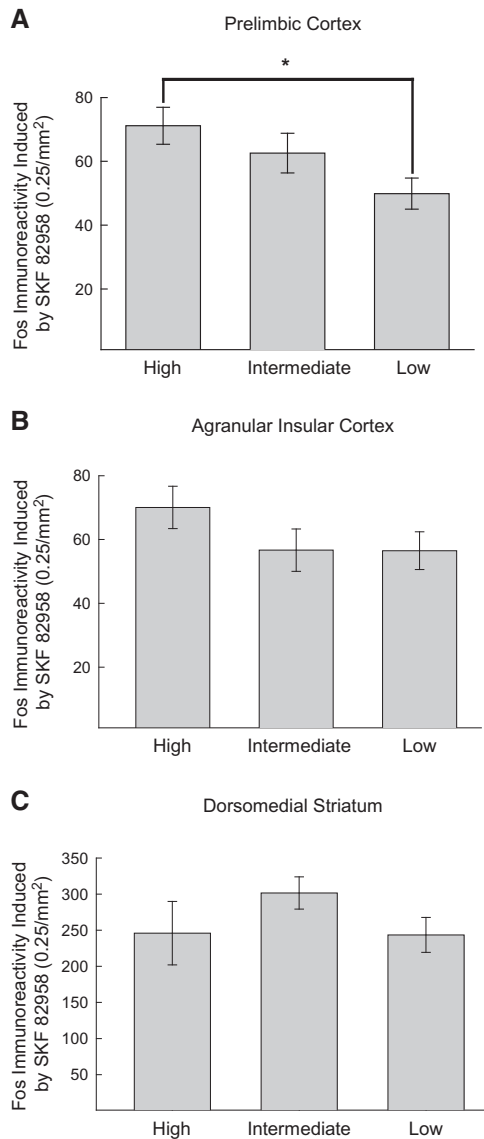 A
Prelimbic Cortex
*
Fos Immunoreactivity Induced
by SKF 82958 (0.25/mm²)
80
60
40
20
High Intermediate Low
B
Agranular Insular Cortex
Fos Immunoreactivity Induced
by SKF 82958 (0.25/mm²)
80
60
40
20
High Intermediate Low
C
Dorsomedial Striatum
Fos Immunoreactivity Induced
by SKF 82958 (0.25/mm²)
350
300
250
200
150
100
50
High Intermediate Low